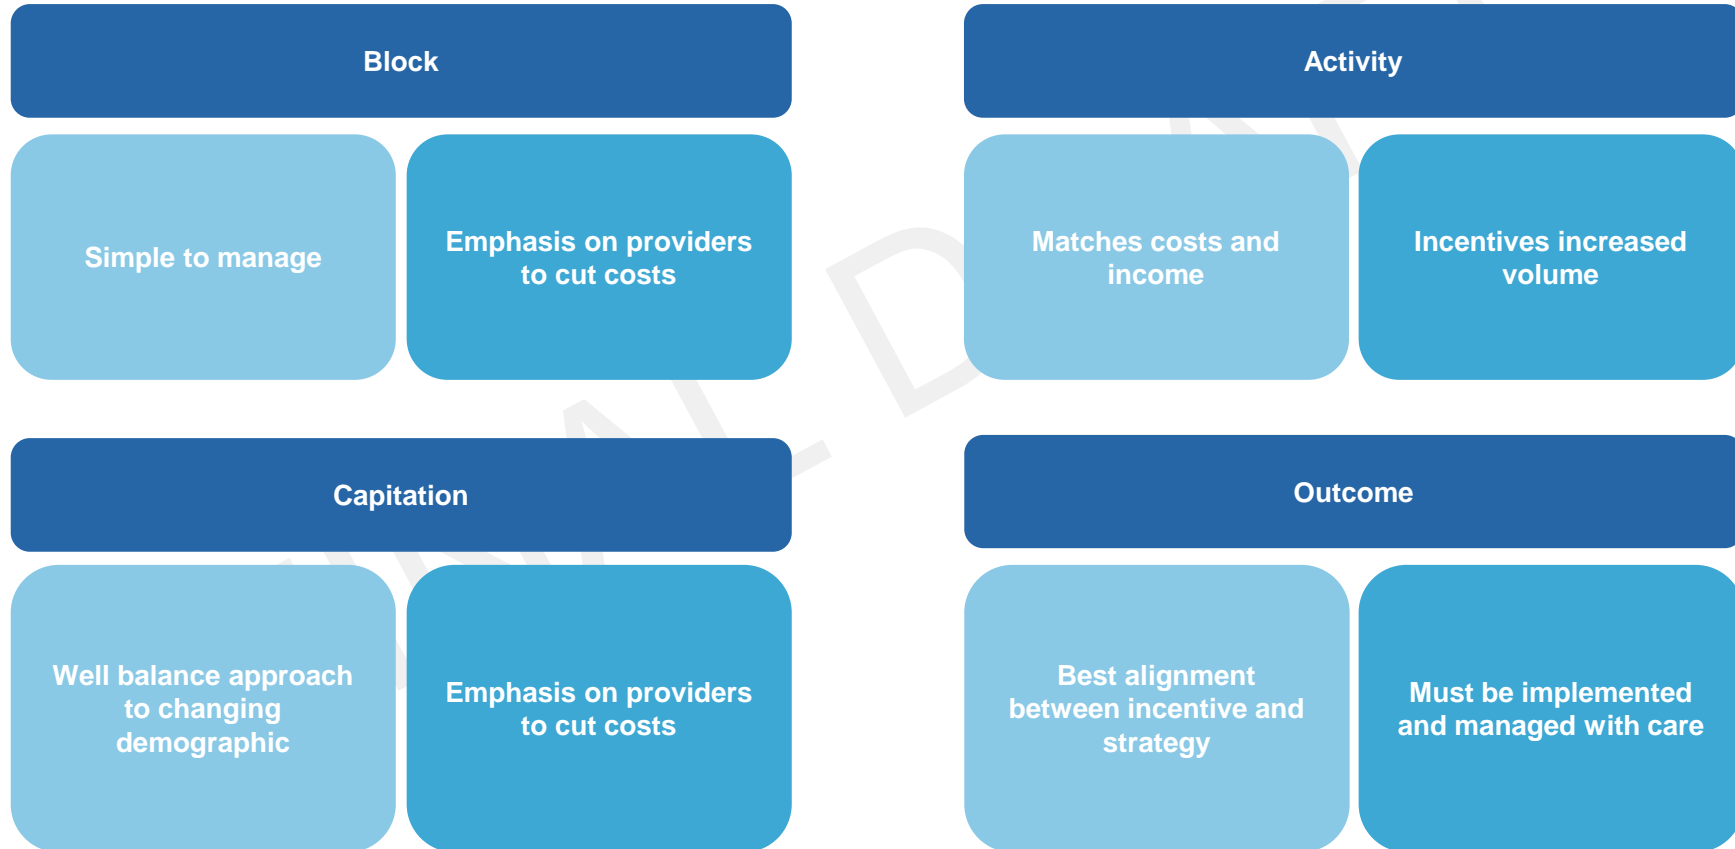 Block
Activity
Simple to manage
Emphasis on providers
to cut costs
Matches costs and
income
Incentives increased
volume
Capitation
Outcome
Well balance approach
to changing
demographic
Emphasis on providers
to cut costs
Best alignment
between incentive and
strategy
Must be implemented
and managed with care